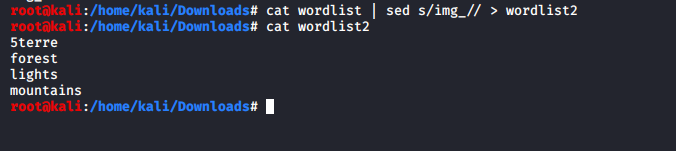 root@kali:/home/kali/Downloads# cat wordlist | sed s/img_// > wordlist2
root@kali:/home/kali/Downloads# cat wordlist2
5terre
forest
lights
mountains
root@kali:/home/kali/Downloads#